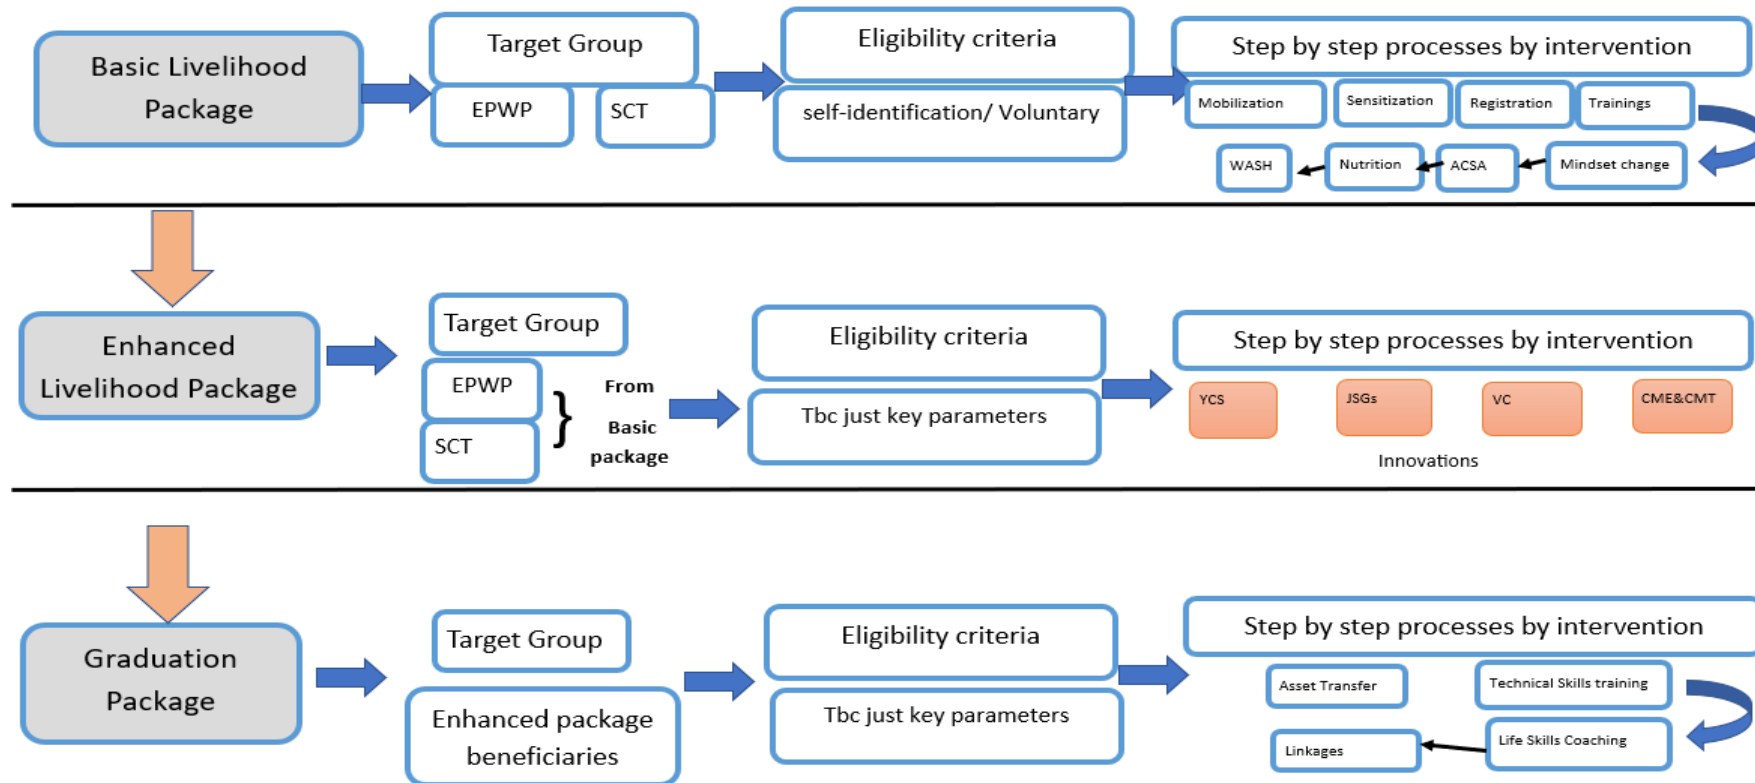 Basic Livelihood
Package
Target Group
EPWP
SCT
Eligibility criteria
self-identification/ Voluntary
Step by step processes by intervention
Mobilization
Sensitization
Registration
Trainings
WASH
Nutrition
ACSA
Mindset change
Enhanced
Livelihood Package
Target Group
EPWP
SCT
}
From
Basic
package
Eligibility criteria
Tbc just key parameters
Step by step processes by intervention
YCS
JSGs
VC
CME&CMT
Innovations
Graduation
Package
Target Group
Enhanced package
beneficiaries
Eligibility criteria
Tbc just key parameters
Step by step processes by intervention
Asset Transfer
Technical Skills training
Linkages
Life Skills Coaching